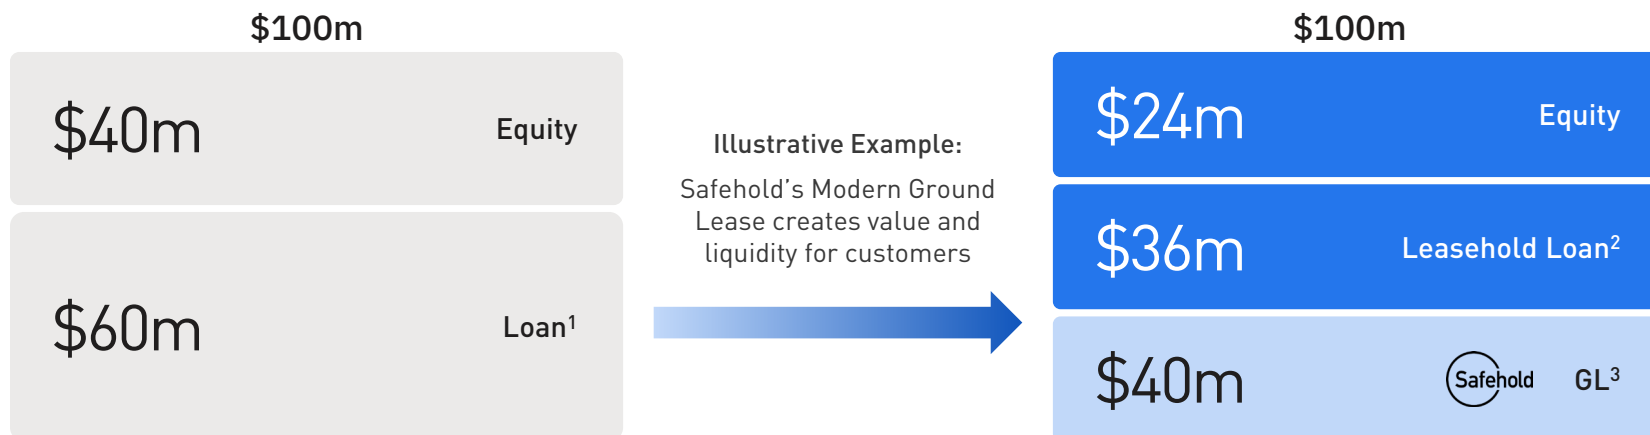 $100m
$40m Equity
$60m Loan¹
Illustrative Example:
Safehold’s Modern Ground
Lease creates value and
liquidity for customers
$100m
$24m Equity
$36m Leasehold Loan²
$40m Safehold GL³